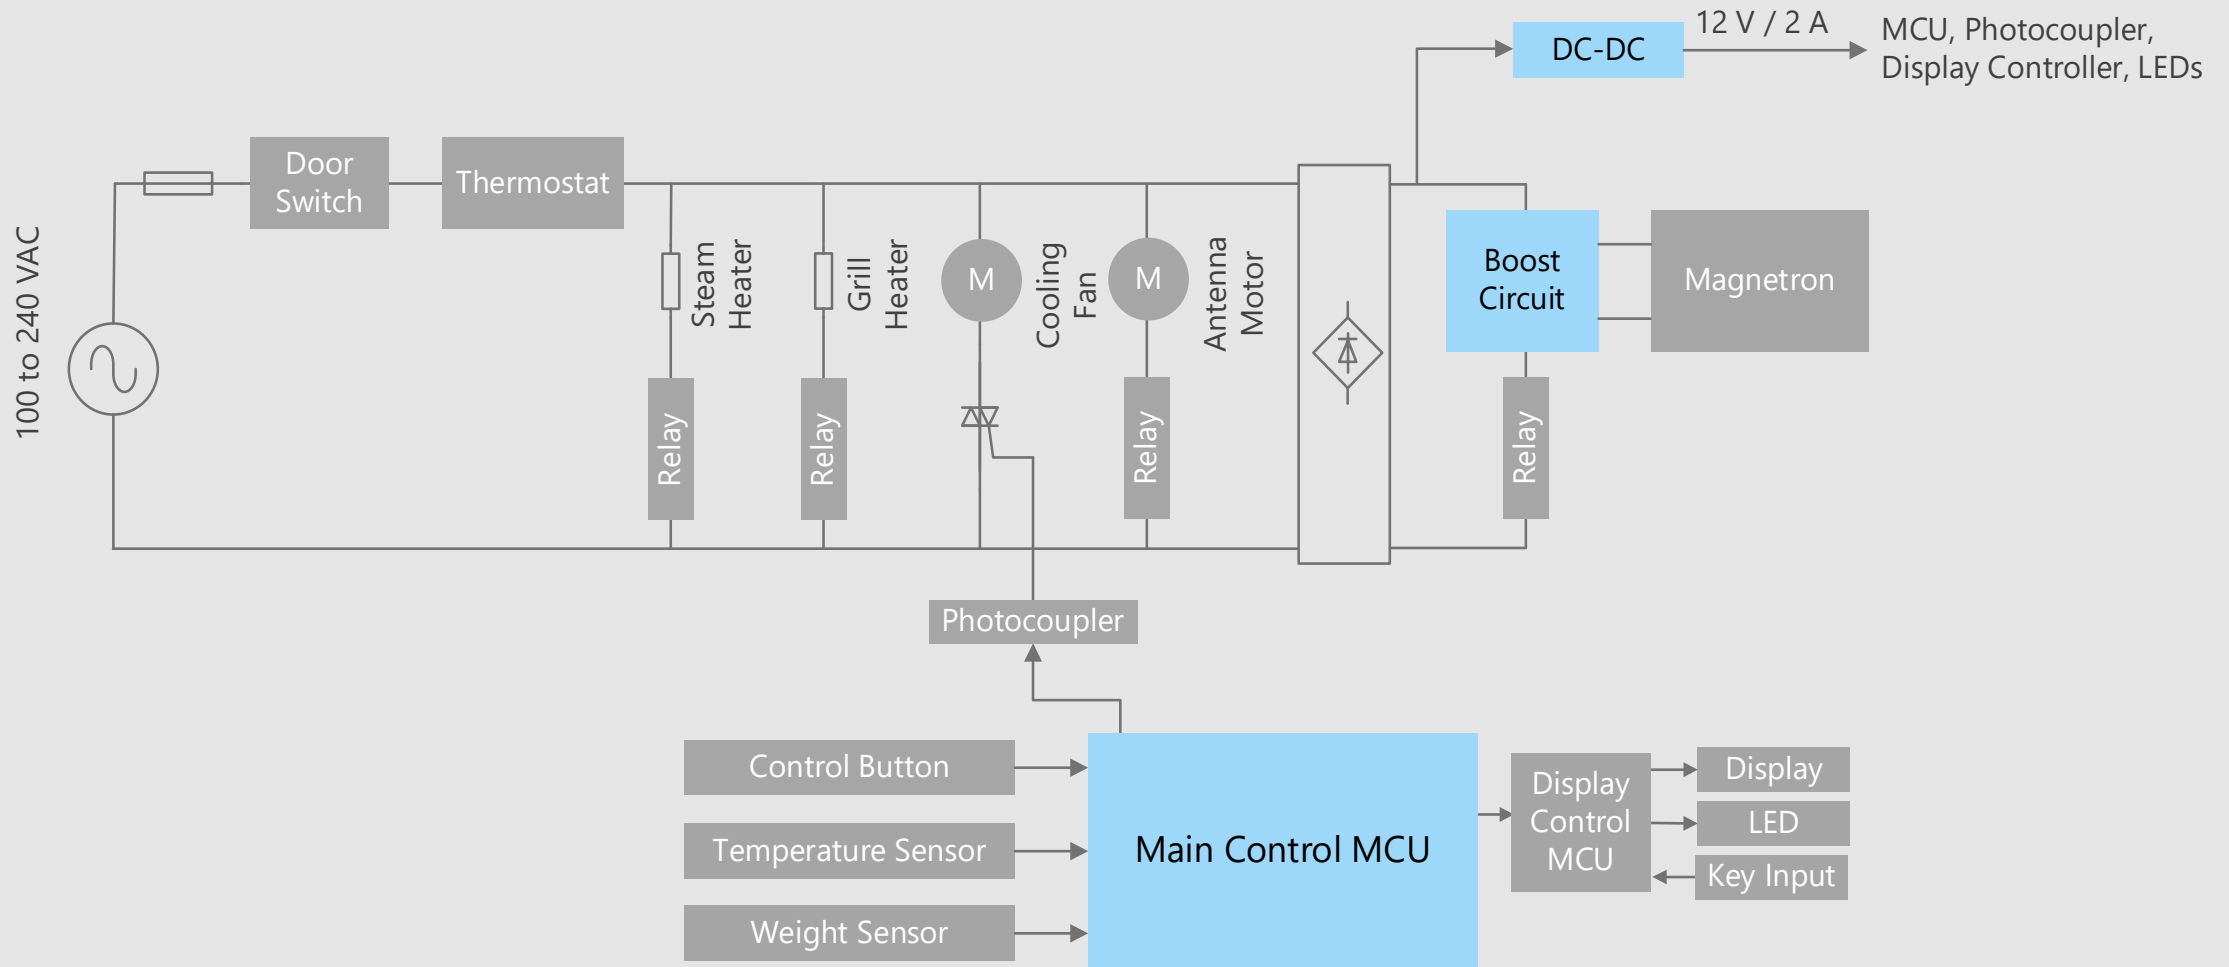 12 V / 2 A
DC-DC
MCU, Photocoupler,
Display Controller, LEDs
Door
Switch
Thermostat
100 to 240 VAC
Steam
Heater
Grill
Heater
M
Cooling
Fan
M
Antenna
Motor
Boost
Circuit
Magnetron
Relay
Relay
Relay
Relay
Photocoupler
Control Button
Temperature Sensor
Weight Sensor
Main Control MCU
Display
Control
MCU
Display
LED
Key Input